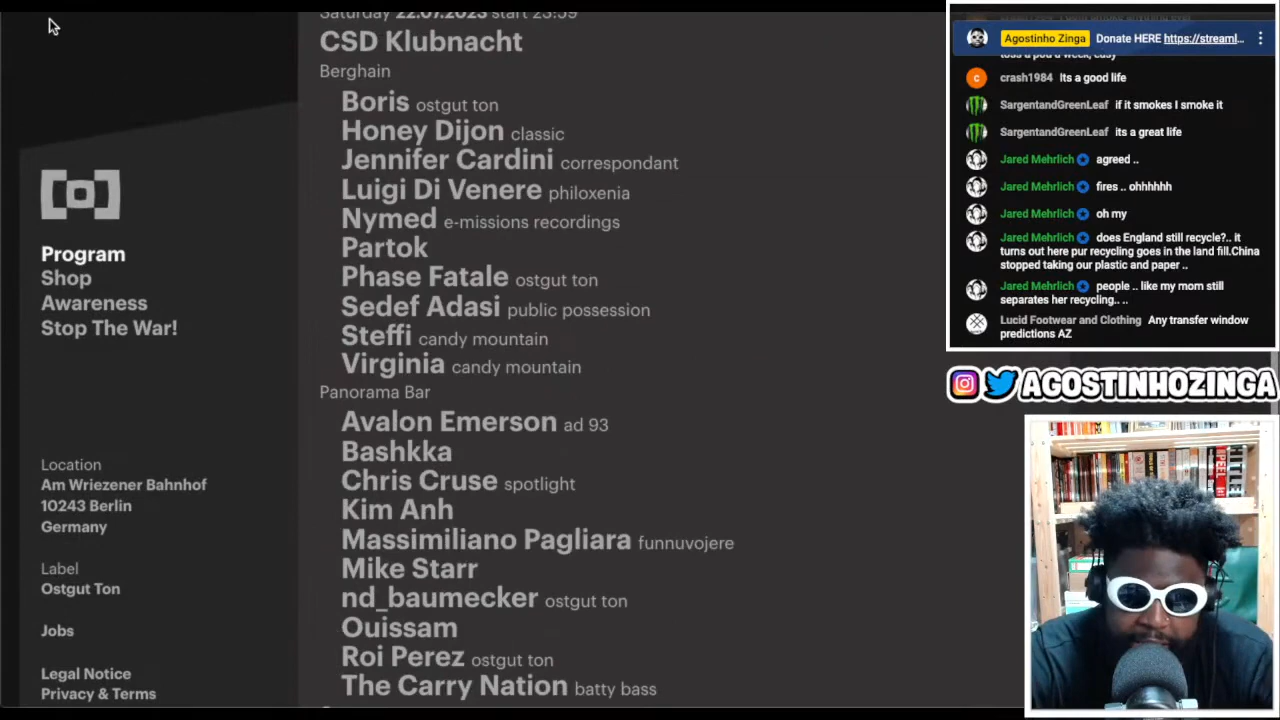 Saturday 22.07.2023 start 23:59
CSD Klubnacht
Berghain
Boris ostgut ton
Honey Dijon classic
Jennifer Cardini correspondant
Luigi Di Venere philoxenia
Nymed e-missions recordings
Partok
Phase Fatale ostgut ton
Sedef Adasi public possession
Steffi candy mountain
Virginia candy mountain
Panorama Bar
Avalon Emerson ad 93
Bashkka
Chris Cruse spotlight
Kim Anh
Massimiliano Pagliara funnuvojere
Mike Starr
nd_baumecker ostgut ton
Ouissam
Roi Perez ostgut ton
The Carry Nation batty bass
Program
Shop
Awareness
Stop The War!
Location
Am Wriezener Bahnhof
10243 Berlin
Germany
Label
Ostgut Ton
Jobs
Legal Notice
Privacy & Terms
Agostinho Zinga Donate HERE https://streaml...
crash1984 Its a good life
SargentandGreenLeaf if it smokes I smoke it
SargentandGreenLeaf its a great life
Jared Mehrlich agreed ..
Jared Mehrlich fires .. ohhhhhh
Jared Mehrlich oh my
Jared Mehrlich does England still recycle?.. it
turns out here pur recycling goes in the land fill.China
stopped taking our plastic and paper ..
Jared Mehrlich people .. like my mom still
separates her recycling.. ..
Lucid Footwear and Clothing Any transfer window
predictions AZ
AGOSTINHOZINGA